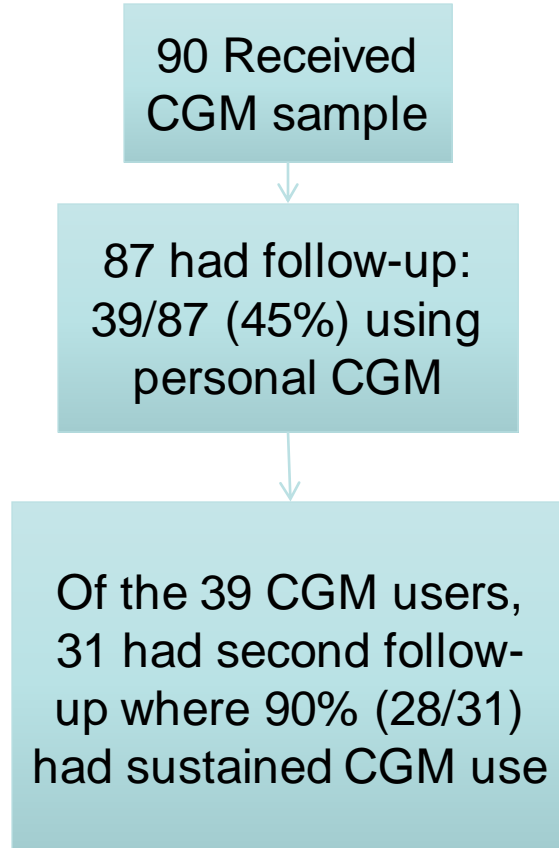 90 Received
CGM sample
87 had follow-up:
39/87 (45%) using
personal CGM
Of the 39 CGM users,
31 had second follow-
up where 90% (28/31)
had sustained CGM use